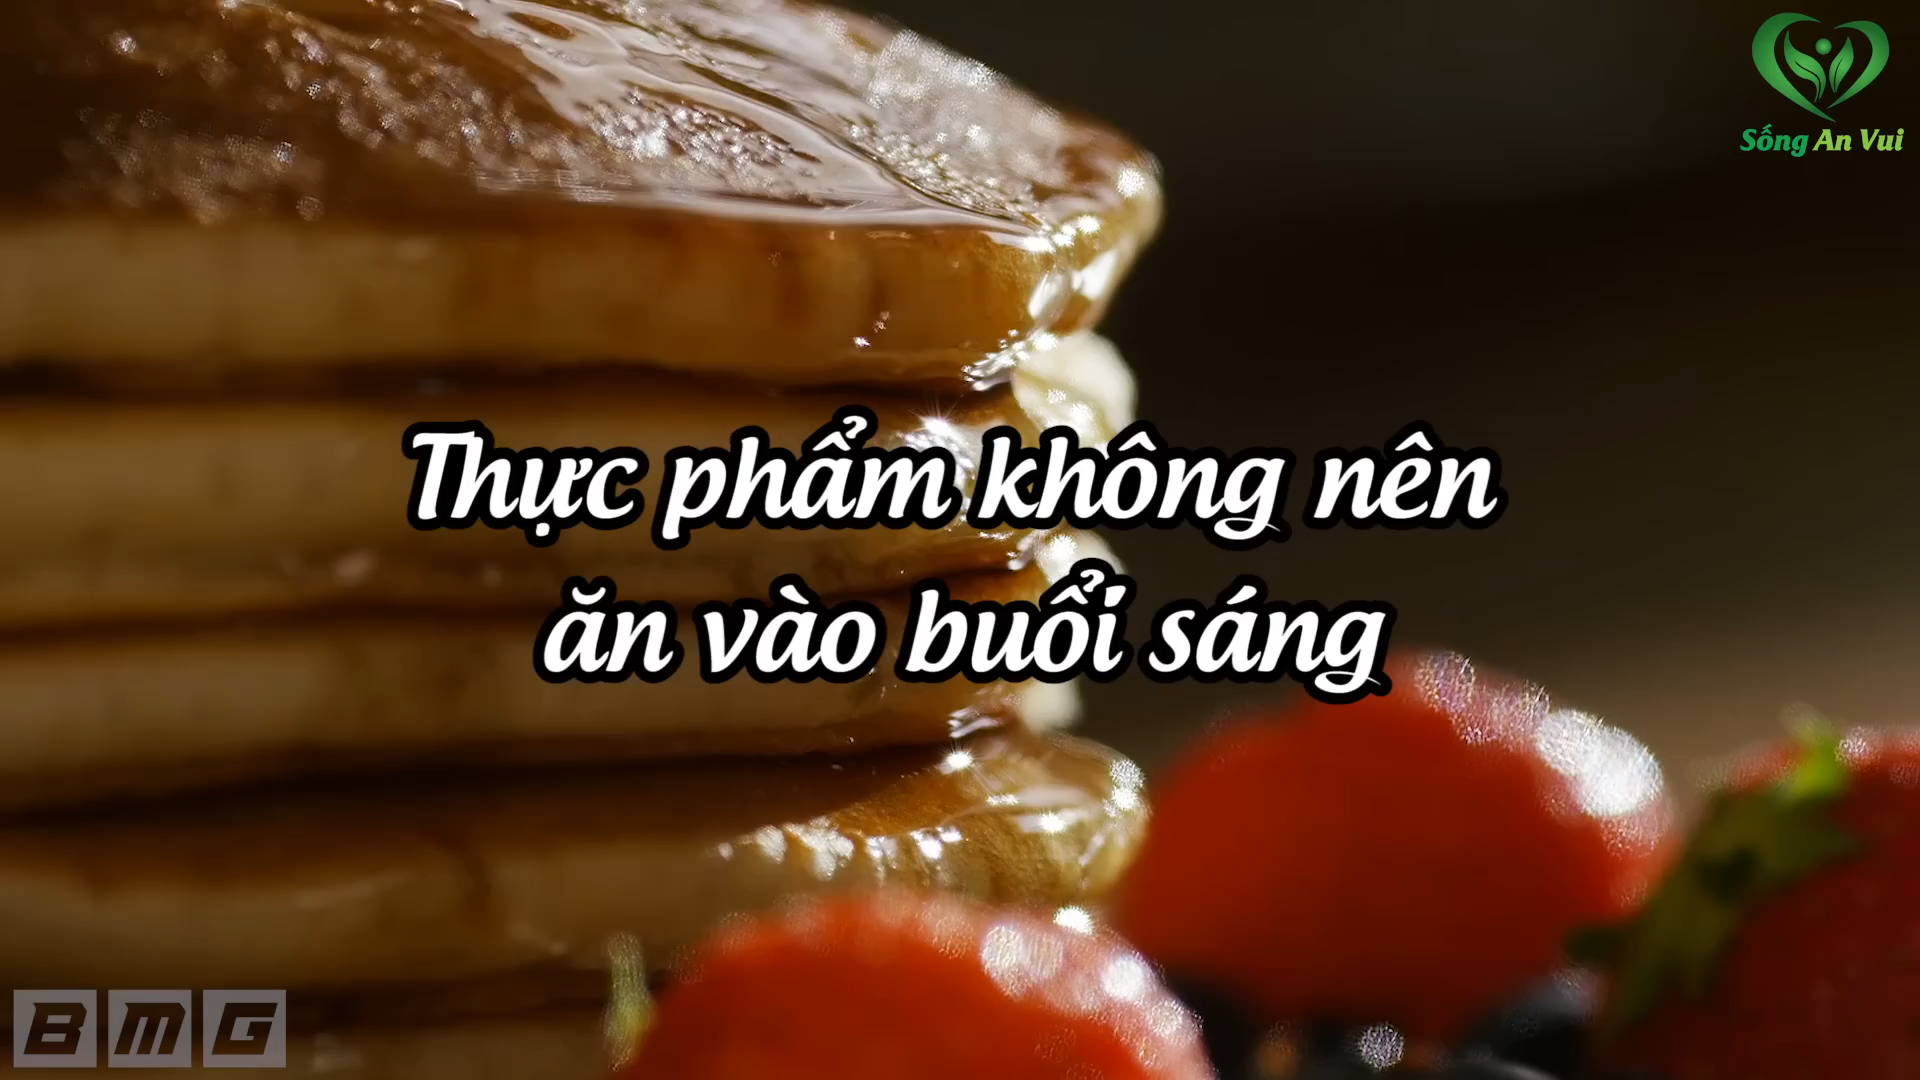 Sống An Vui
Thực phẩm không nên
ăn vào buổi sáng
BMG